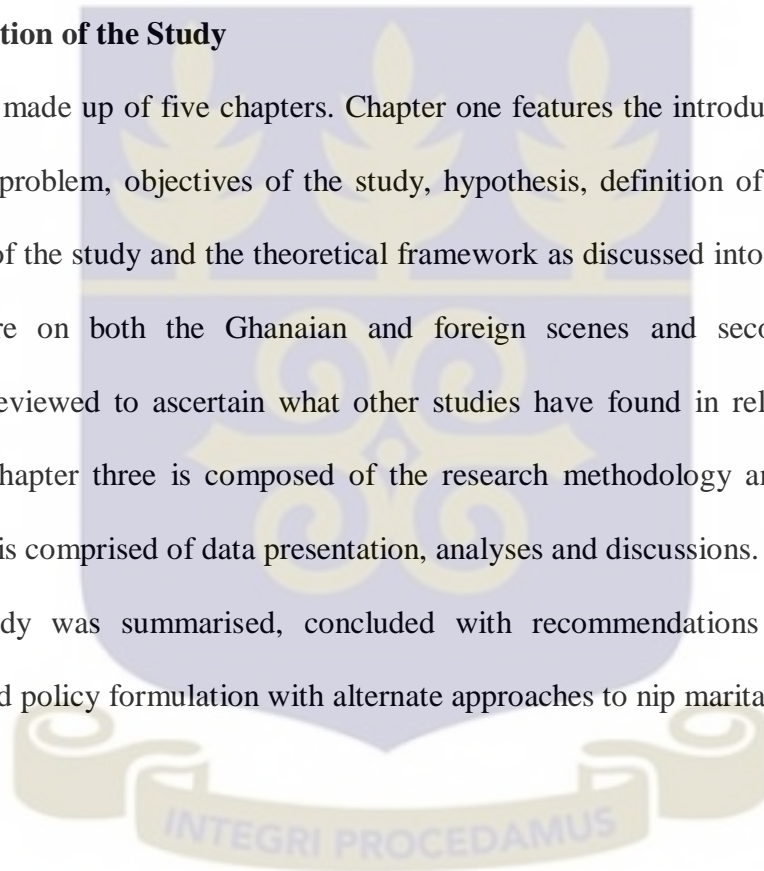 tion of the Study
made up of five chapters. Chapter one features the introdu
problem, objectives of the study, hypothesis, definition of
of the study and the theoretical framework as discussed into
re on both the Ghanaian and foreign scenes and seco
eviewed to ascertain what other studies have found in rel
hapter three is composed of the research methodology a
is comprised of data presentation, analyses and discussions.
dy was summarised, concluded with recommendations
d policy formulation with alternate approaches to nip marita
INTEGRI PROCEDAMUS